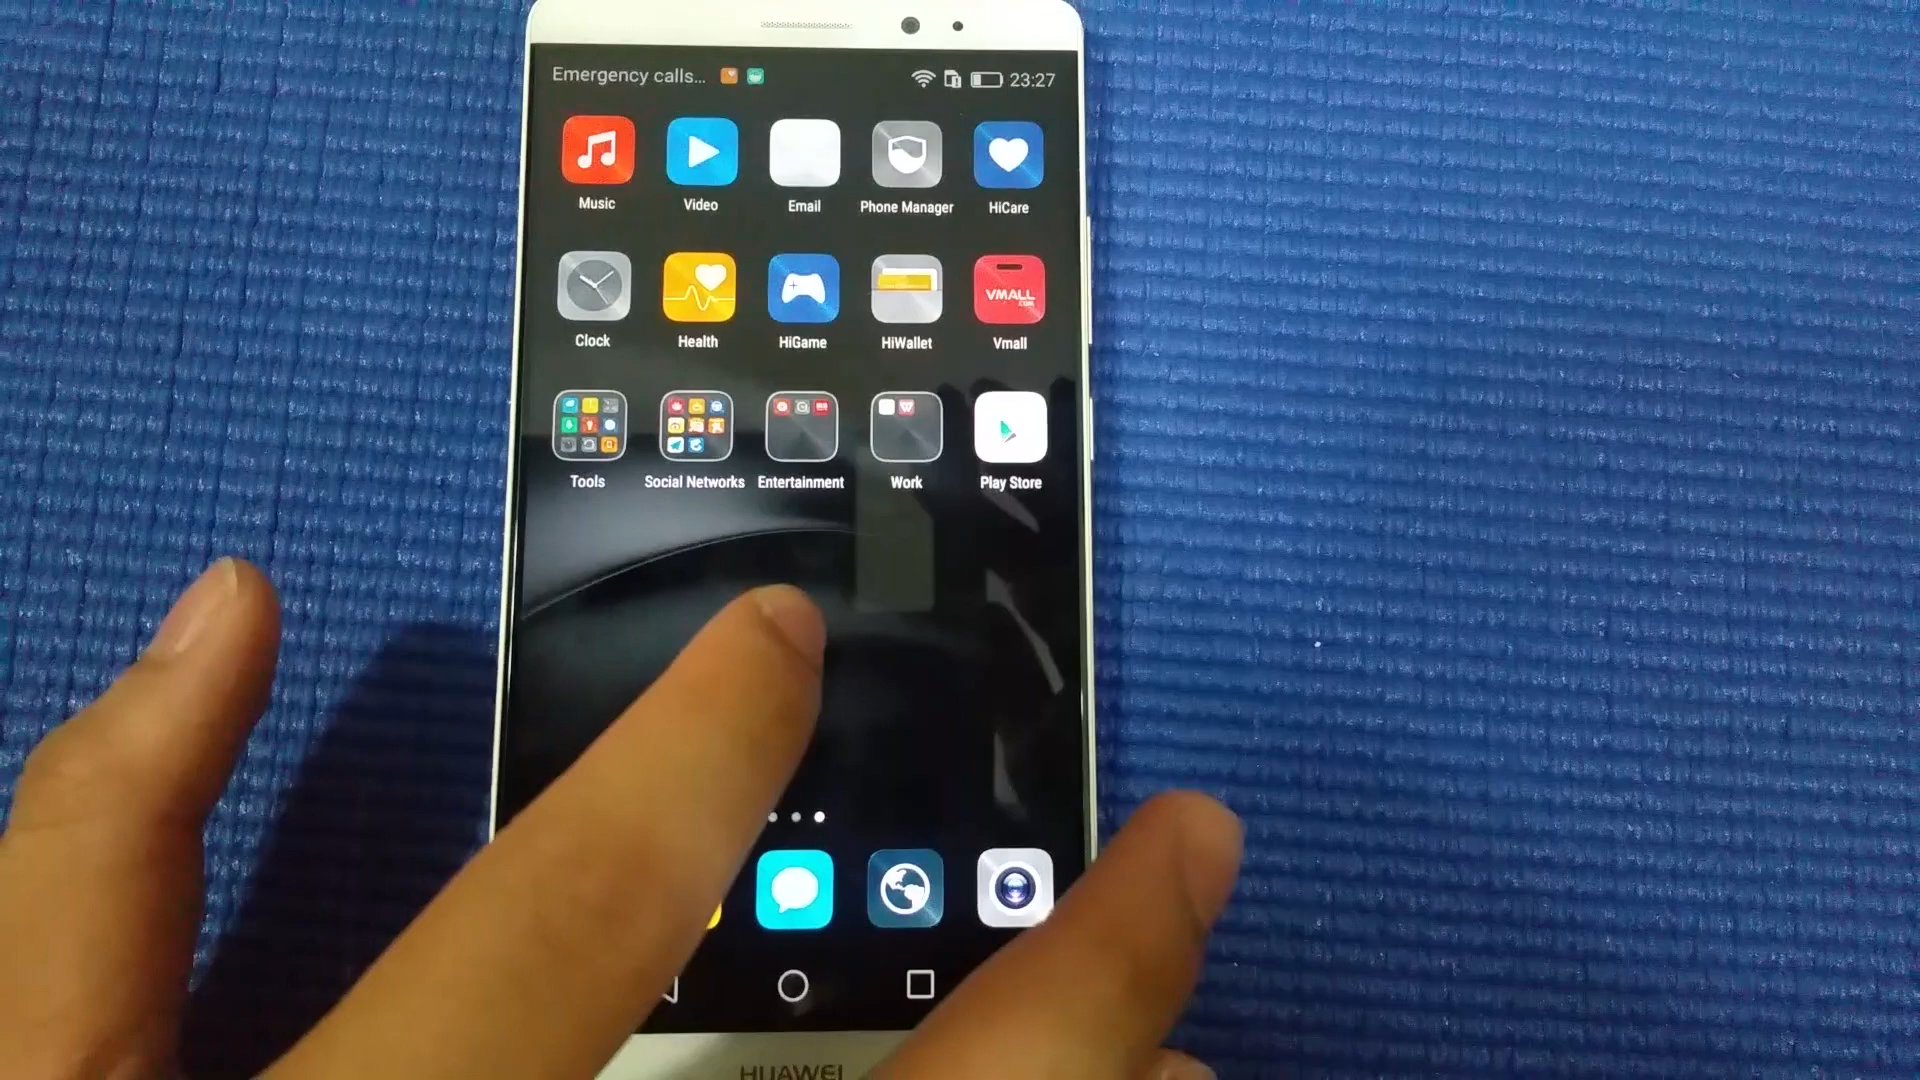 Emergency calls... 23:27
Music Video Email Phone Manager HiCare
VMALL
.COM
Clock Health HiGame HiWallet Vmall
Tools Social Networks Entertainment Work Play Store
HUAWEI